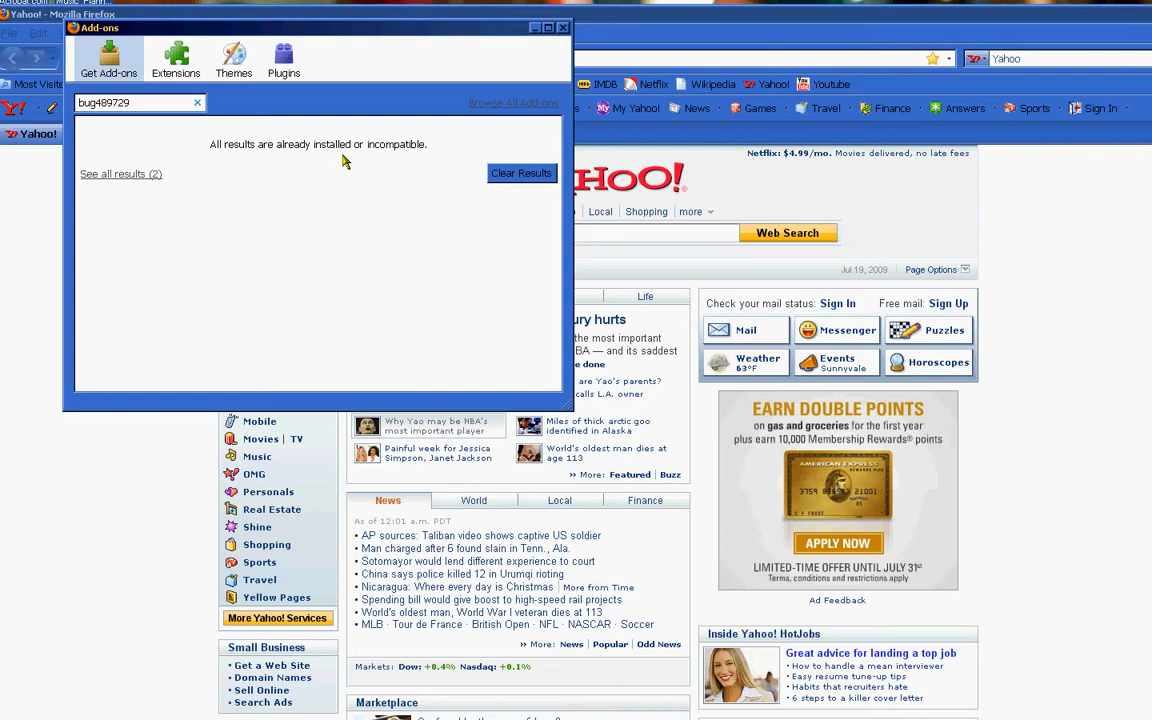 Yahoo! - Mozilla Firefox
File Edit
Add-ons
Get Add-ons
Extensions
Themes
Plugins
Yahoo
Most Visite
IMDB
Netflix
Wikipedia
Yahoo!
Youtube
bug489729
Browse All Add-ons
My Yahoo!
News
Games
Travel
Finance
Answers
Sports
Sign In
Yahoo!
All results are already installed or incompatible.
See all results (2)
Clear Results
Netflix: $4.99/mo. Movies delivered, no late fees
HOO!
Local
Shopping
more
Web Search
Jul 19, 2009
Page Options
Life
ury hurts
the most important
BA — and its saddest
e done
are Yao's parents?
calls L.A. owner
Check your mail status: Sign In
Free mail: Sign Up
Mail
Messenger
Puzzles
Weather
63°F
Events
Sunnyvale
Horoscopes
Why Yao may be NBA's
most important player
Miles of thick arctic goo
identified in Alaska
Painful week for Jessica
Simpson, Janet Jackson
World's oldest man dies at
age 113
» More: Featured | Buzz
Mobile
Movies | TV
Music
OMG
Personals
Real Estate
Shine
Shopping
Sports
Travel
Yellow Pages
More Yahoo! Services
Small Business
Get a Web Site
Domain Names
Sell Online
Search Ads
News
World
Local
Finance
As of 12:01 a.m. PDT
• AP sources: Taliban video shows captive US soldier
• Man charged after 6 found slain in Tenn., Ala.
• Sotomayor would lend different experience to court
• China says police killed 12 in Urumqi rioting
• Nicaragua: Where every day is Christmas | More from Time
• Spending bill would give boost to high-speed rail projects
• World's oldest man, World War I veteran dies at 113
• MLB · Tour de France · British Open · NFL · NASCAR · Soccer
» More: News | Popular | Odd News
Markets: Dow: +0.4% Nasdaq: +0.1%
Marketplace
EARN DOUBLE POINTS
on gas and groceries for the first year
plus earn 10,000 Membership Rewards® points
AMERICAN EXPRESS
3759 876543 21001
C F FROST
APPLY NOW
LIMITED-TIME OFFER UNTIL JULY 31st
Terms, conditions and restrictions apply
Ad Feedback
Inside Yahoo! HotJobs
Great advice for landing a top job
• How to handle a mean interviewer
• Easy resume tune-up tips
• Habits that recruiters hate
• 6 steps to a killer cover letter